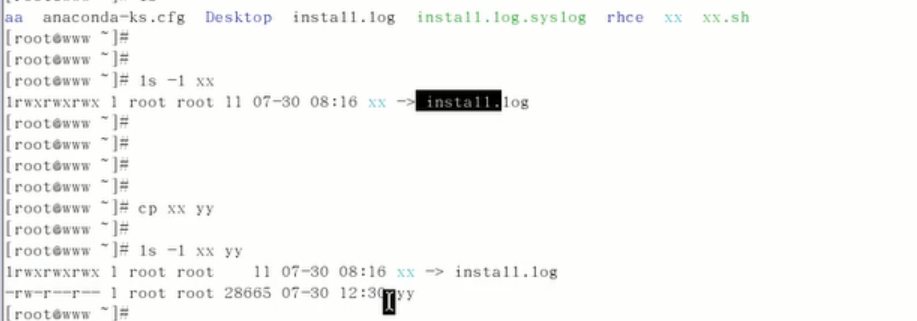 aa anaconda-ks.cfg Desktop install.log install.log.syslog rhce xx xx.sh
[root@www ~]#
[root@www ~]#
[root@www ~]# ls -l xx
lrwxrwxrwx 1 root root 11 07-30 08:16 xx -> install.log
[root@www ~]#
[root@www ~]#
[root@www ~]#
[root@www ~]#
[root@www ~]# cp xx yy
[root@www ~]#
[root@www ~]# ls -l xx yy
lrwxrwxrwx 1 root root    11 07-30 08:16 xx -> install.log
-rw-r--r-- 1 root root 28665 07-30 12:30 yy
[root@www ~]#